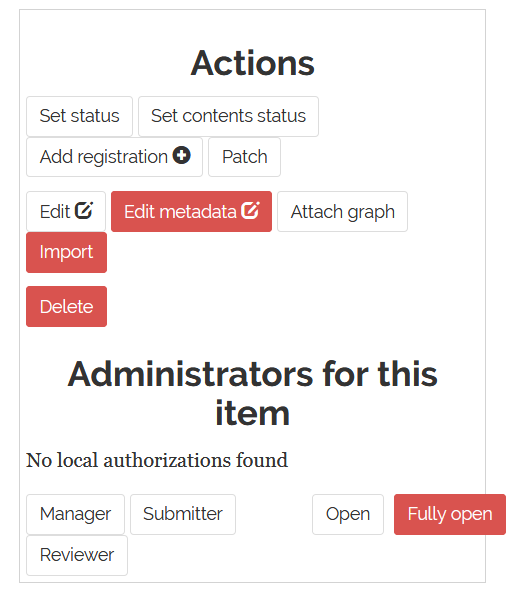 Actions
Set status Set contents status
Add registration Patch
Edit Edit metadata Attach graph
Import
Delete
Administrators for this
item
No local authorizations found
Manager Submitter Open Fully open
Reviewer